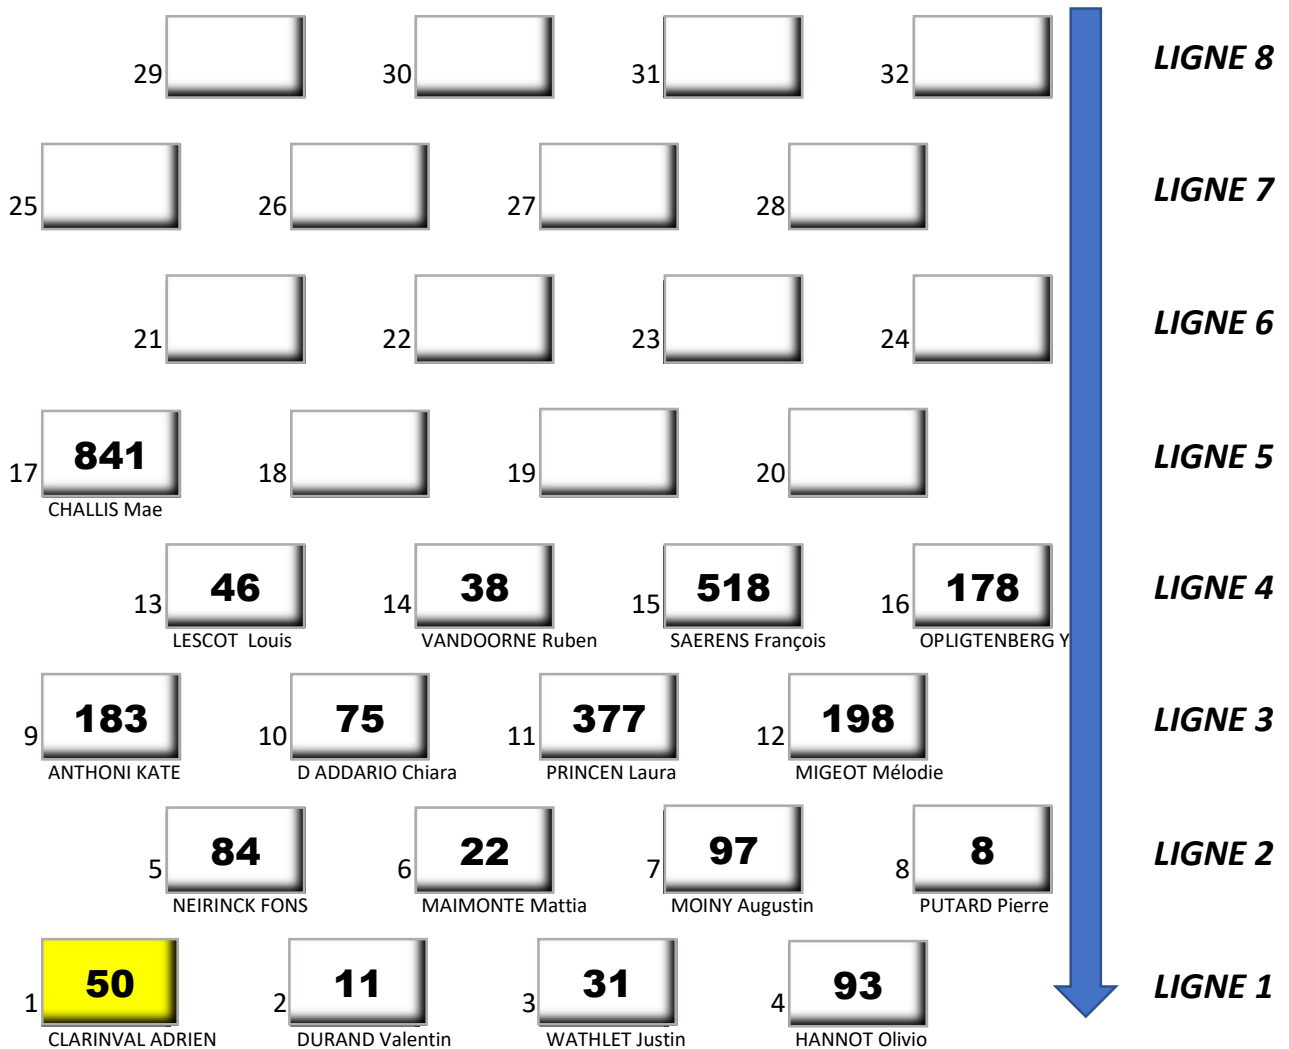 29 30 31 32 LIGNE 8
25 26 27 28 LIGNE 7
21 22 23 24 LIGNE 6
17 841 18 19 20 LIGNE 5
CHALLIS Mae
13 46 14 38 15 518 16 178 LIGNE 4
LESCOT Louis VANDOORNE Ruben SAERENS François OPLIGTENBERG Y
9 183 10 75 11 377 12 198 LIGNE 3
ANTHONI KATE D ADDARIO Chiara PRINCEN Laura MIGEOT Mélodie
5 84 6 22 7 97 8 8 LIGNE 2
NEIRINCK FONS MAIMONTE Mattia MOINY Augustin PUTARD Pierre
1 50 2 11 3 31 4 93 LIGNE 1
CLARINVAL ADRIEN DURAND Valentin WATHLET Justin HANNOT Olivio